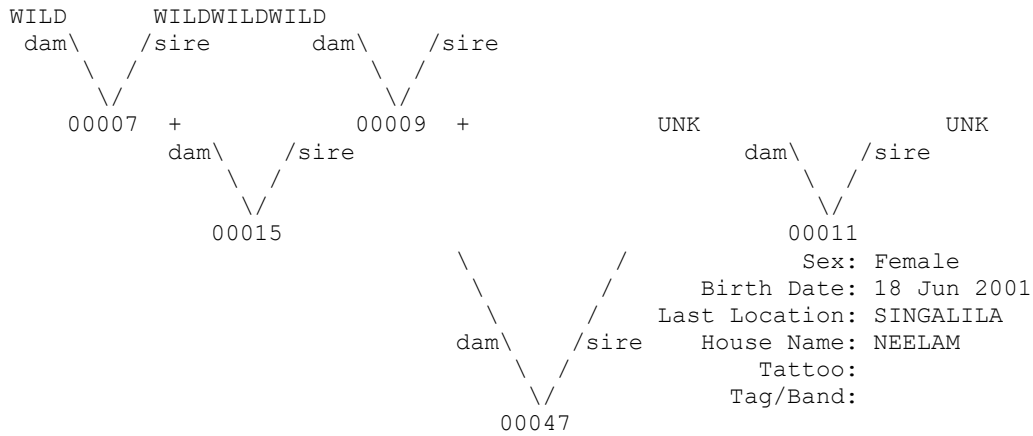 WILD        WILDWILDWILD
dam\      /sire        dam\      /sire
\  /                    \  /
\/                      \/
00007  +            00009  +             UNK                 UNK
dam\    /sire                               dam\    /sire
\  /                                        \  /
\/                                          \/
00015                                       00011
\          /            Sex: Female
\        /      Birth Date: 18 Jun 2001
\      /    Last Location: SINGALILA
dam\    /sire    House Name: NEELAM
\  /             Tattoo:
\/            Tag/Band:
00047